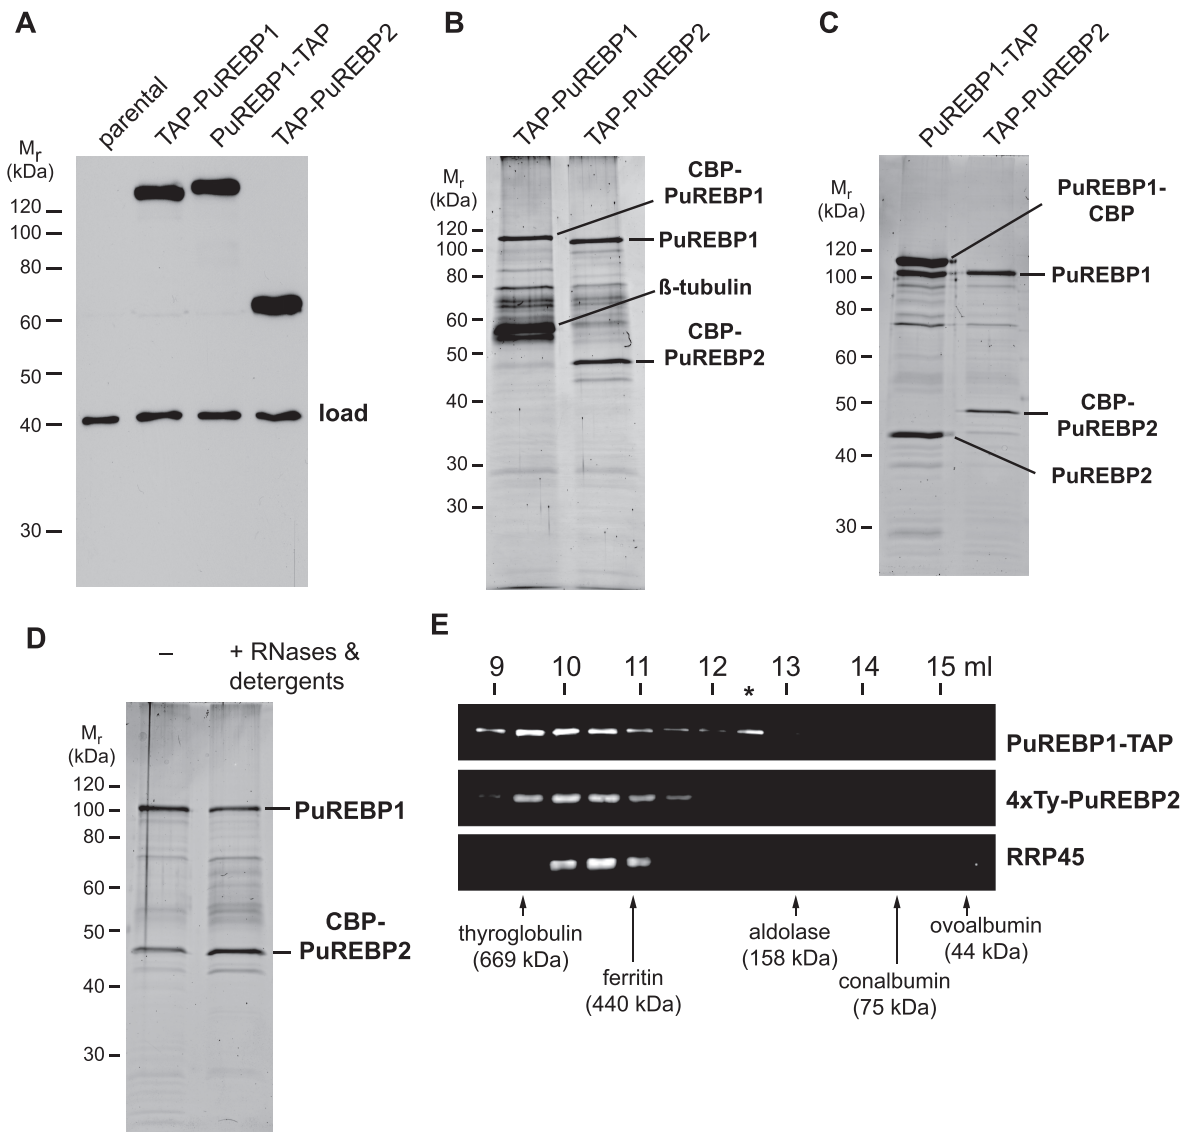 A
parental
TAP-PuREBP1
PuREBP1-TAP
TAP-PuREBP2
Mr
(kDa)
120
100
80
60
50
40
30
load
B
TAP-PuREBP1
TAP-PuREBP2
Mr
(kDa)
120
100
80
60
50
40
30
30
CBP-
PuREBP1
PuREBP1
ß-tubulin
CBP-
PuREBP2
C
PuREBP1-TAP
TAP-PuREBP2
Mr
(kDa)
120
100
80
60
50
40
30
PuREBP1-
CBP
PuREBP1
CBP-
PuREBP2
PuREBP2
D
– + RNases &
detergents
Mr
(kDa)
120
100
80
60
50
40
30
PuREBP1
CBP-
PuREBP2
E
9 10 11 12 * 13 14 15 ml
PuREBP1-TAP
4xTy-PuREBP2
RRP45
thyroglobulin
(669 kDa)
ferritin
(440 kDa)
aldolase
(158 kDa)
conalbumin
(75 kDa)
ovoalbumin
(44 kDa)